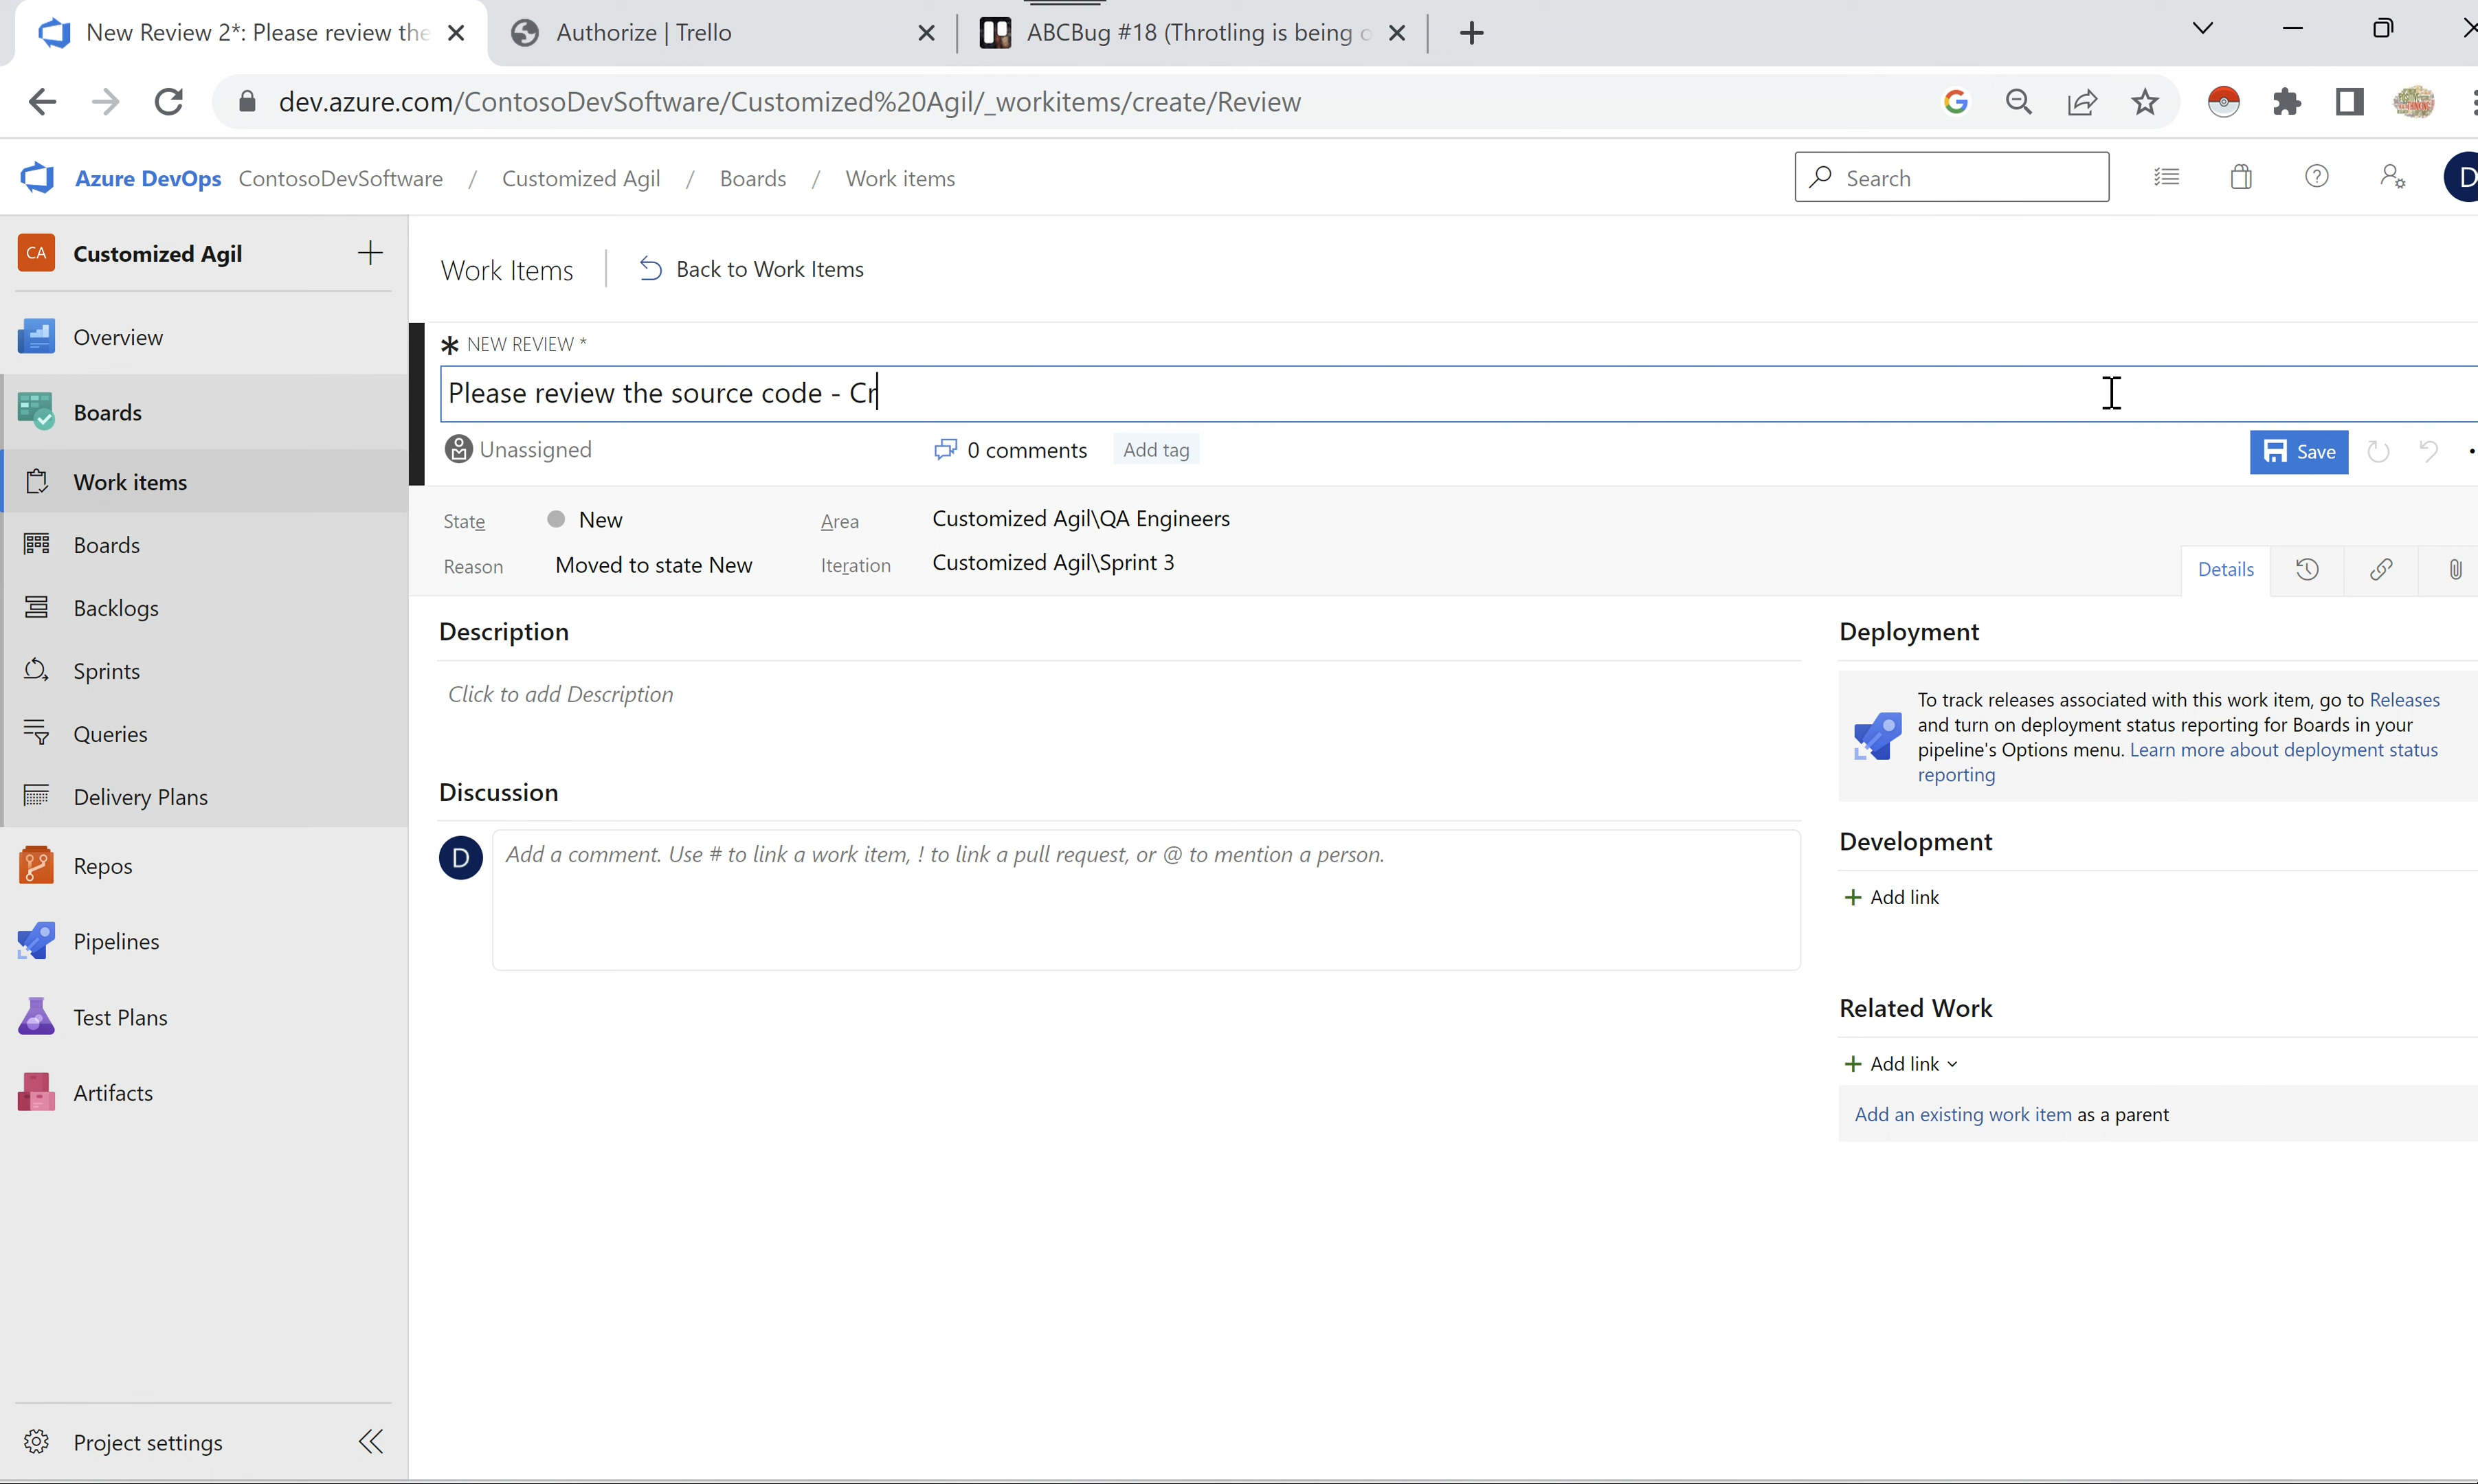 New Review 2*: Please review the
Authorize | Trello
ABCBug #18 (Throtling is being
dev.azure.com/ContosoDevSoftware/Customized%20Agil/_workitems/create/Review
Azure DevOps ContosoDevSoftware / Customized Agil / Boards / Work items
Search
D
CA Customized Agil
Overview
Boards
Work items
Boards
Backlogs
Sprints
Queries
Delivery Plans
Repos
Pipelines
Test Plans
Artifacts
Project settings
Work Items
Back to Work Items
NEW REVIEW *
Please review the source code - Cr
Unassigned
0 comments
Add tag
Save
State New
Area Customized Agil\QA Engineers
Reason Moved to state New
Iteration Customized Agil\Sprint 3
Details
Description
Click to add Description
Discussion
D
Add a comment. Use # to link a work item, ! to link a pull request, or @ to mention a person.
Deployment
To track releases associated with this work item, go to Releases
and turn on deployment status reporting for Boards in your
pipeline's Options menu. Learn more about deployment status
reporting
Development
+ Add link
Related Work
+ Add link
Add an existing work item as a parent